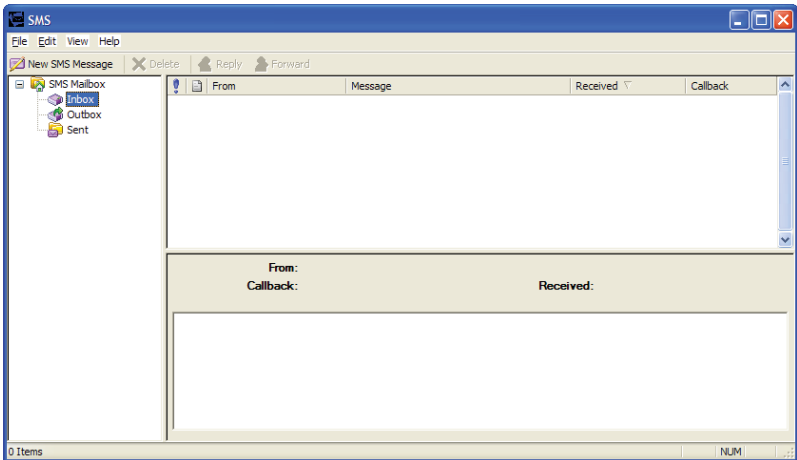 SMS
File Edit View Help
New SMS Message Delete Reply Forward
SMS Mailbox
Inbox
Outbox
Sent
From Message Received Callback
From:
Callback: Received:
0 Items NUM